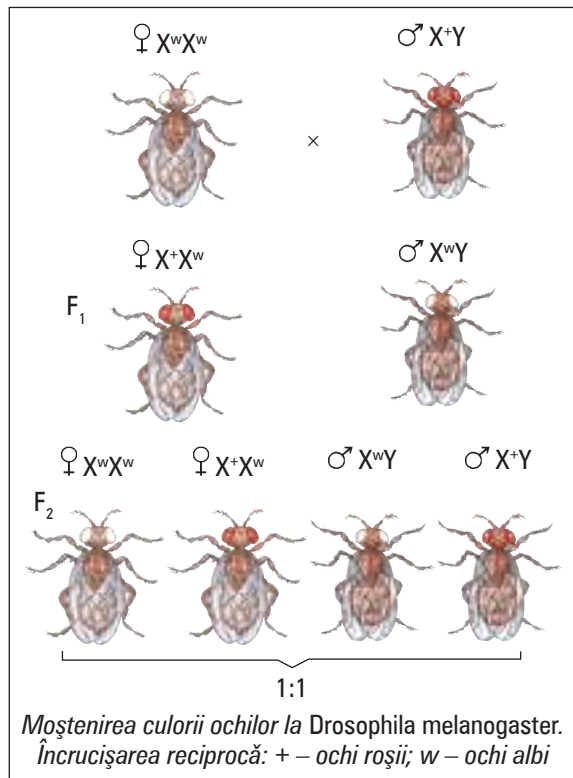 ♀ XʷXʷ ♂ X⁺Y
×
♀ X⁺Xʷ ♂ XʷY
F₁
♀ XʷXʷ ♀ X⁺Xʷ ♂ XʷY ♂ X⁺Y
F₂
1:1
Moştenirea culorii ochilor la Drosophila melanogaster.
Încrucişarea reciprocă: + – ochi roşii; w – ochi albi